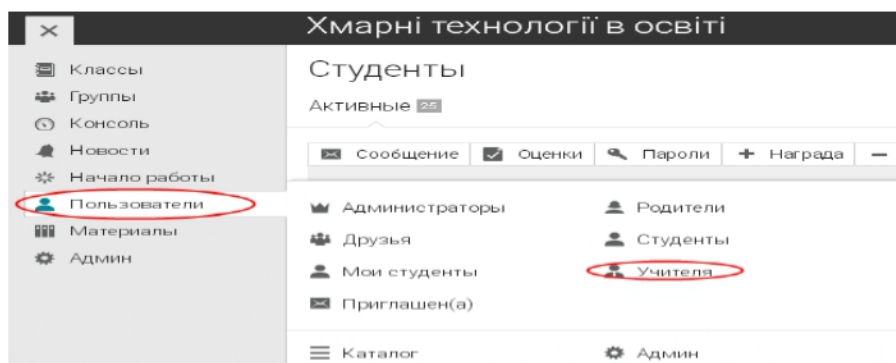 Хмарні технології в освіті
Классы
Группы
Консоль
Новости
Начало работы
Пользователи
Материалы
Админ
Студенты
Активные 25
Сообщение Оценки Пароли Награда
Администраторы Родители
Друзья Студенты
Мои студенты Учителя
Приглашен(а)
Каталог Админ